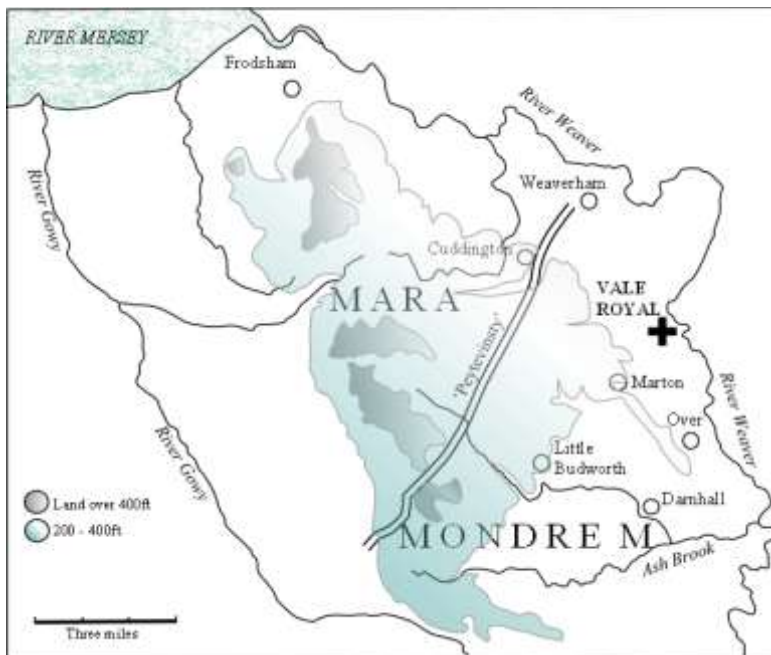 RIVER MERSEY
Frodsham
River Weaver
River Gowy
Weaverham
Cuddington
VALE
ROYAL
MARA
"Peytevinsty"
Marton
River Weaver
Over
River Gowy
Little
Budworth
Land over 400ft
Darnhall
200 - 400ft
MONDRE M
Ash Brook
Three miles